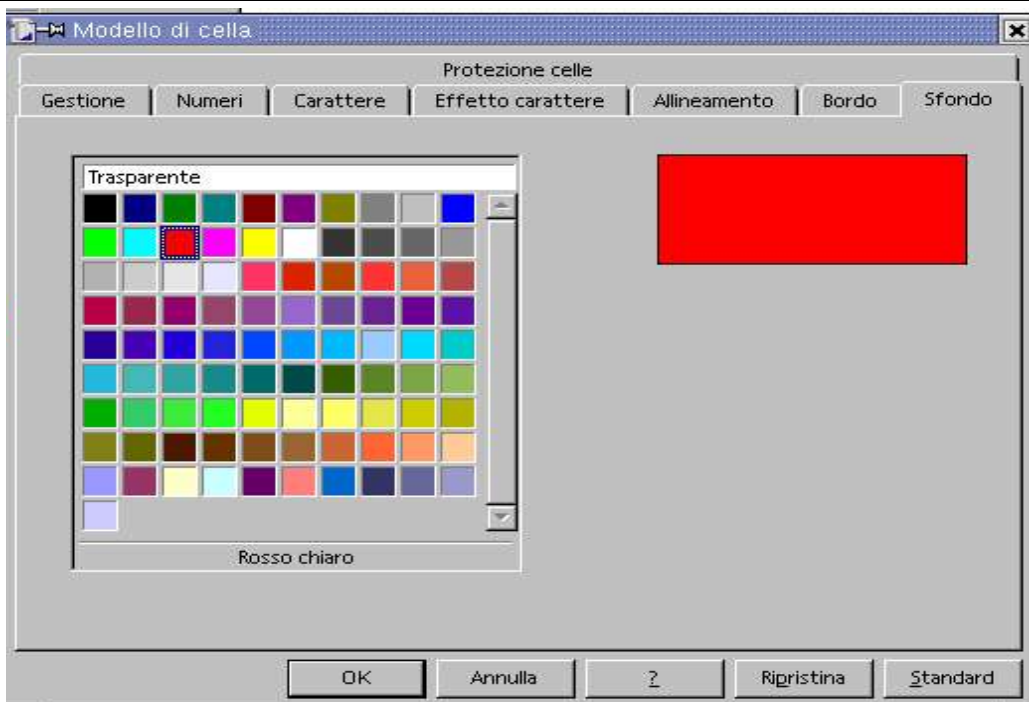 Modello di cella
Protezione celle
Gestione Numeri Carattere Effetto carattere Allineamento Bordo Sfondo
Trasparente
Rosso chiaro
OK Annulla ? Ripristina Standard